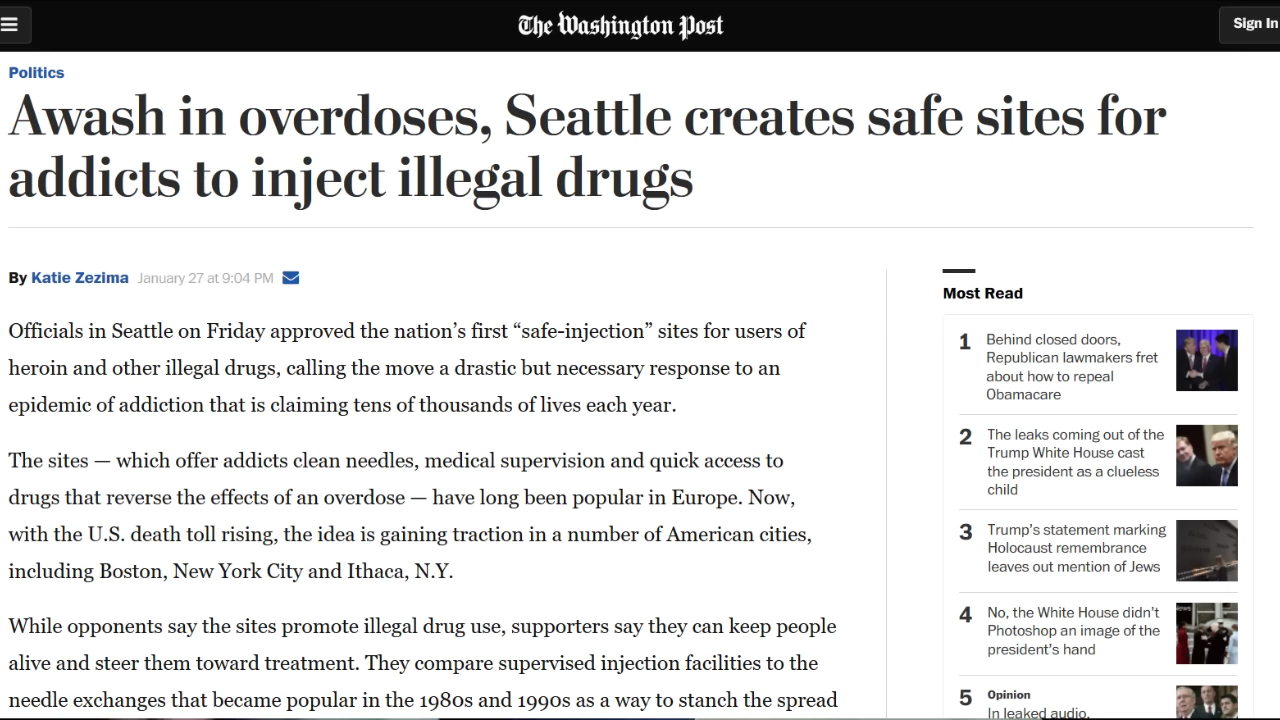 The Washington Post
Sign In
Politics
Awash in overdoses, Seattle creates safe sites for
addicts to inject illegal drugs
By Katie Zezima January 27 at 9:04 PM
Officials in Seattle on Friday approved the nation’s first “safe-injection” sites for users of
heroin and other illegal drugs, calling the move a drastic but necessary response to an
epidemic of addiction that is claiming tens of thousands of lives each year.
The sites — which offer addicts clean needles, medical supervision and quick access to
drugs that reverse the effects of an overdose — have long been popular in Europe. Now,
with the U.S. death toll rising, the idea is gaining traction in a number of American cities,
including Boston, New York City and Ithaca, N.Y.
While opponents say the sites promote illegal drug use, supporters say they can keep people
alive and steer them toward treatment. They compare supervised injection facilities to the
needle exchanges that became popular in the 1980s and 1990s as a way to stanch the spread
Most Read
1 Behind closed doors,
Republican lawmakers fret
about how to repeal
Obamacare
2 The leaks coming out of the
Trump White House cast
the president as a clueless
child
3 Trump’s statement marking
Holocaust remembrance
leaves out mention of Jews
4 No, the White House didn’t
Photoshop an image of the
president’s hand
5 Opinion
In leaked audio,